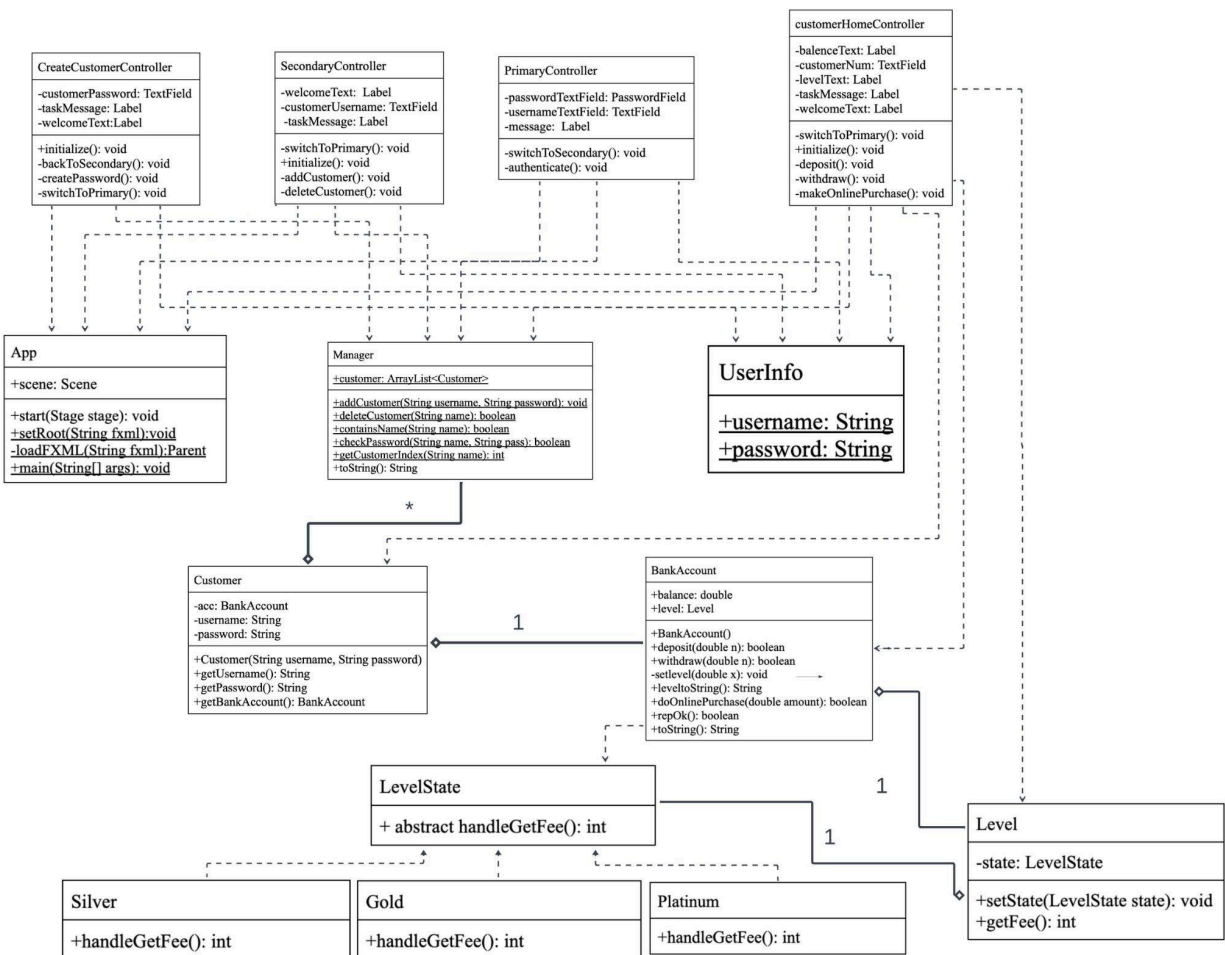 CreateCustomerController
-customerPassword: TextField
-taskMessage: Label
-welcomeText:Label
+initialize(): void
-backToSecondary(): void
-createPassword(): void
-switchToPrimary(): void
SecondaryController
-welcomeText: Label
-customerUsername: TextField
-taskMessage: Label
-switchToPrimary(): void
+initialize(): void
-addCustomer(): void
-deleteCustomer(): void
PrimaryController
-passwordTextField: PasswordField
-usernameTextField: TextField
-message: Label
-switchToSecondary(): void
-authenticate(): void
customerHomeController
-balenceText: Label
-customerNum: TextField
-levelText: Label
-taskMessage: Label
-welcomeText: Label
-switchToPrimary(): void
+initialize(): void
-deposit(): void
-withdraw(): void
-makeOnlinePurchase(): void
App
+scene: Scene
+start(Stage stage): void
+setRoot(String fxml):void
-loadFXML(String fxml):Parent
+main(String[] args): void
Manager
+customer: ArrayList<Customer>
+addCustomer(String username, String password): void
+deleteCustomer(String name): boolean
+containsName(String name): boolean
+checkPassword(String name, String pass): boolean
+getCustomerIndex(String name): int
+toString(): String
UserInfo
+username: String
+password: String
*
Customer
-acc: BankAccount
-username: String
-password: String
+Customer(String username, String password)
+getUsername(): String
+getPassword(): String
+getBankAccount(): BankAccount
1
BankAccount
+balance: double
+level: Level
+BankAccount()
+deposit(double n): boolean
+withdraw(double n): boolean
-setlevel(double x): void
+leveltoString(): String
+doOnlinePurchase(double amount): boolean
+repOk(): boolean
+toString(): String
1
LevelState
+ abstract handleGetFee(): int
1
Level
-state: LevelState
+setState(LevelState state): void
+getFee(): int
Silver
+handleGetFee(): int
Gold
+handleGetFee(): int
Platinum
+handleGetFee(): int